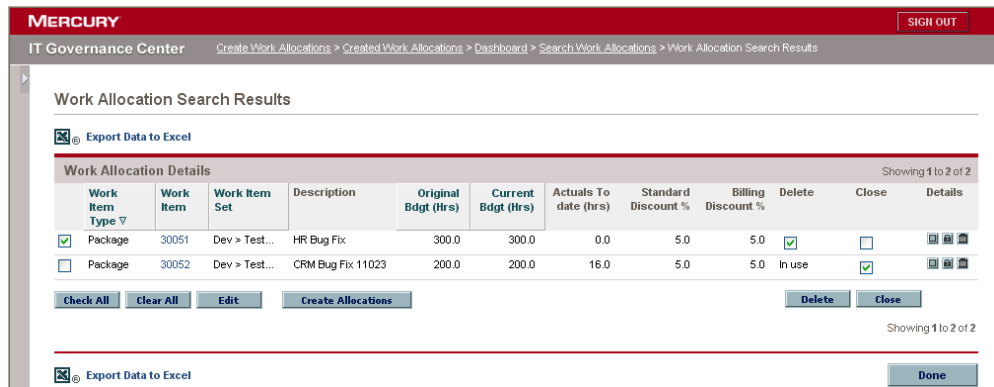 MERCURY
SIGN OUT
IT Governance Center
Create Work Allocations > Created Work Allocations > Dashboard > Search Work Allocations > Work Allocation Search Results
Work Allocation Search Results
® Export Data to Excel
Work Allocation Details
Showing 1 to 2 of 2
Work Item Type Work Item Work Item Set Description Original Bdgt (Hrs) Current Bdgt (Hrs) Actuals To date (hrs) Standard Discount % Billing Discount % Delete Close Details
Package 30051 Dev > Test... HR Bug Fix 300.0 300.0 0.0 5.0 5.0
Package 30052 Dev > Test... CRM Bug Fix 11023 200.0 200.0 16.0 5.0 5.0 In use
Check All Clear All Edit Create Allocations Delete Close
Showing 1 to 2 of 2
® Export Data to Excel
Done